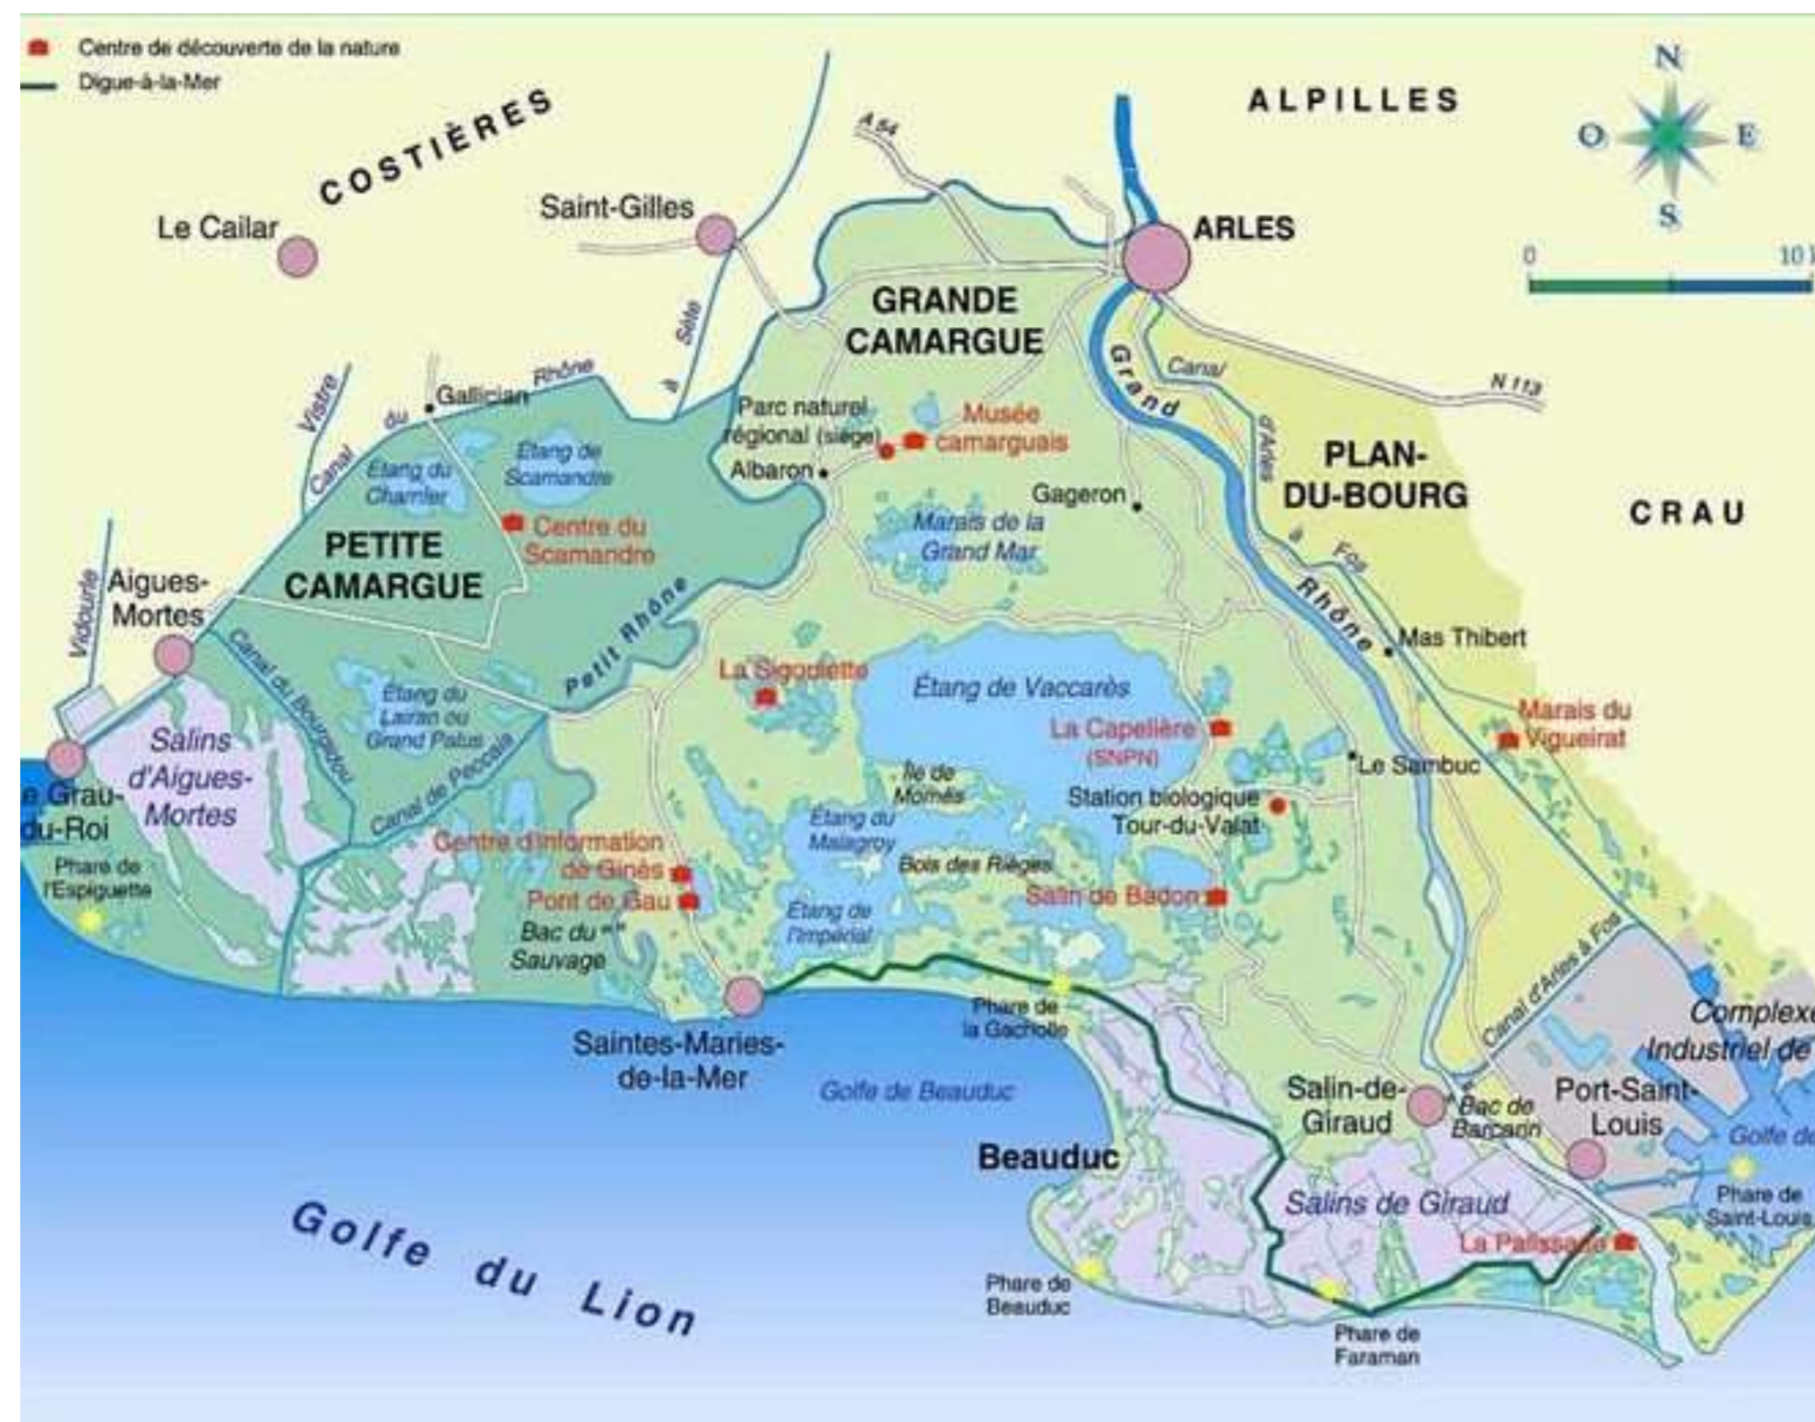 Centre de découverte de la nature
Digue-à-la-Mer
COSTIÈRES
ALPILLES
N
O
E
S
A 54
Le Cailar
Saint-Gilles
ARLES
0
10
GRANDE
CAMARGUE
Canal
du
Rhône
à
Sète
Vistre
Gallician
Grand
Rhône
Canal
d'Arles
à
Fos
N 113
Parc naturel
régional (siège)
Musée
camarguais
Albaron
Gageron
PLAN-
DU-BOURG
CRAU
Étang du
Charnier
Étang de
Scamandre
Centre du
Scamandre
Marais de la
Grand Mar
PETITE
CAMARGUE
Vidourle
Aigues-
Mortes
Canal du Bourgidou
Petit Rhône
Mas Thibert
La Sigoulette
Étang de Vaccarès
La Capelière
(SNPN)
Marais du
Vigueirat
Étang du
Lairan ou
Grand Palus
Salins
d'Aigues-
Mortes
Canal de Peccais
Le Sambuc
Île de
Mornès
Station biologique
Tour-du-Valat
e Grau-
du-Roi
Étang du
Malagroy
Centre d'information
de Ginès
Pont de Gau
Bois des Rièges
Salin de Badon
Phare de
l'Espiguette
Étang de
l'Impérial
Bac du
Sauvage
Canal d'Arles à Fos
Phare de
la Gacholle
Complexe
Industriel de
Saintes-Maries-
de-la-Mer
Golfe de Beauduc
Salin-de-
Giraud
Bac de
Barcarin
Port-Saint-
Louis
Golfe de
Beauduc
Salins de Giraud
Phare de
Saint-Louis
La Palissade
Golfe du Lion
Phare de
Beauduc
Phare de
Faraman